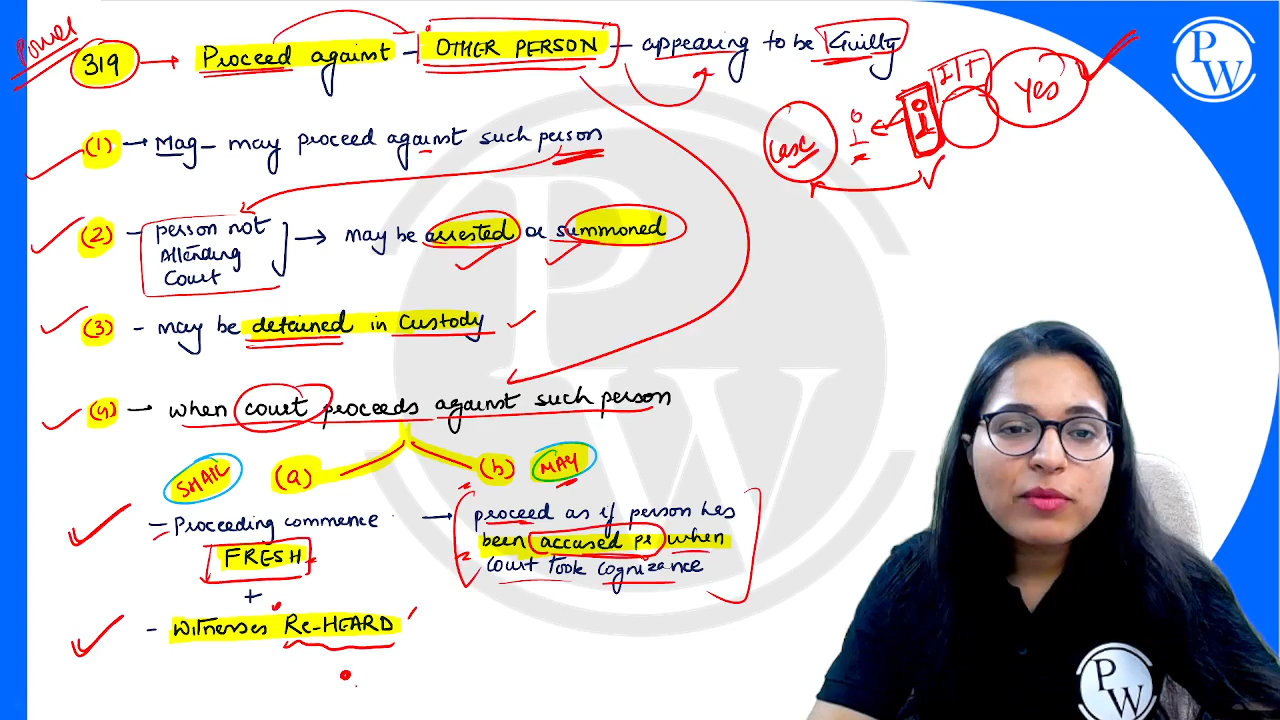 Power
319 → Proceed against - OTHER PERSON - appearing to be Guilty
I/T
Yes
Case
(1) → Mag - may proceed against such person
(2) - person not
Attending
Court
→ may be arrested or summoned
(3) - may be detained in Custody
(4) → when court proceeds against such person
SHALL (a)
(b) MAY
- Proceeding commence
FRESH
+
- Witnesses Re-HEARD
→ proceed as if person has
been accused pr when
court took cognizance
PW
PW
PW